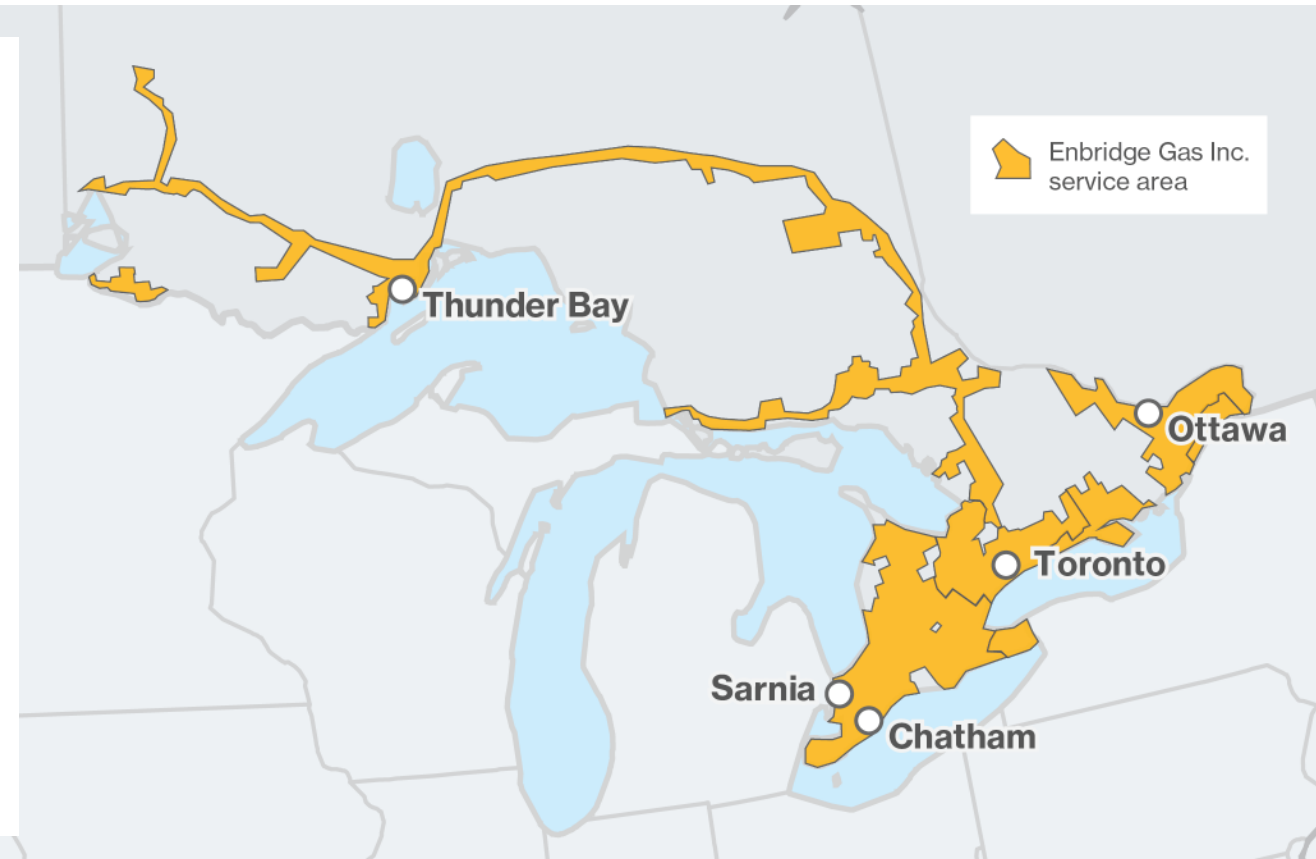 Enbridge Gas Inc.
service area
Thunder Bay
Ottawa
Toronto
Sarnia
Chatham